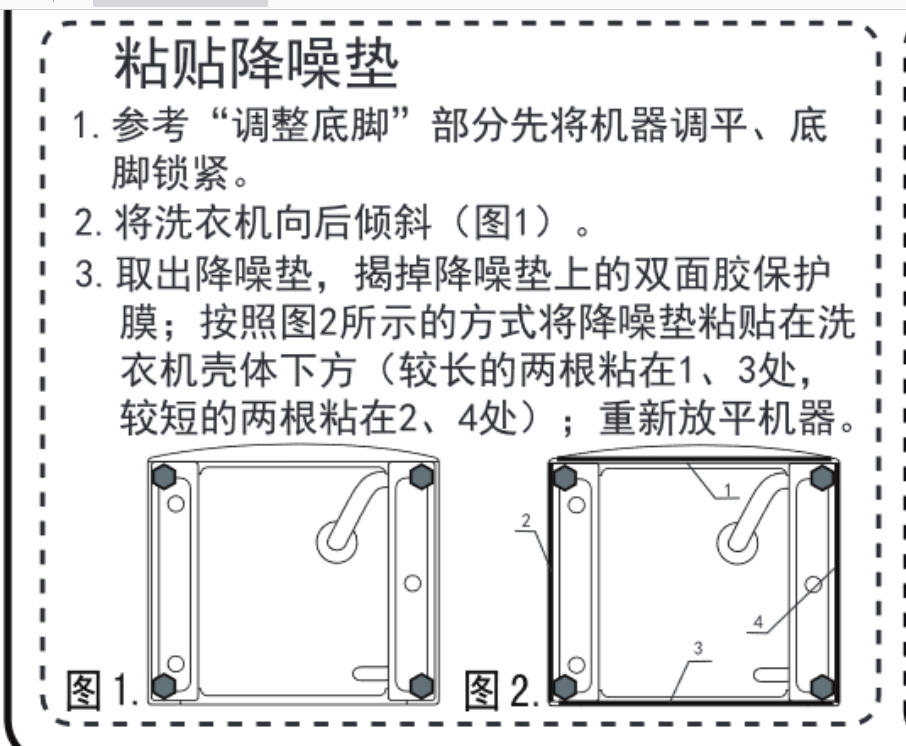 粘贴降噪垫
1. 参考“调整底脚”部分先将机器调平、底
脚锁紧。
2. 将洗衣机向后倾斜（图1）。
3. 取出降噪垫，揭掉降噪垫上的双面胶保护
膜；按照图2所示的方式将降噪垫粘贴在洗
衣机壳体下方（较长的两根粘在1、3处，
较短的两根粘在2、4处）；重新放平机器。
1
2
4
3
图 1.
图 2.